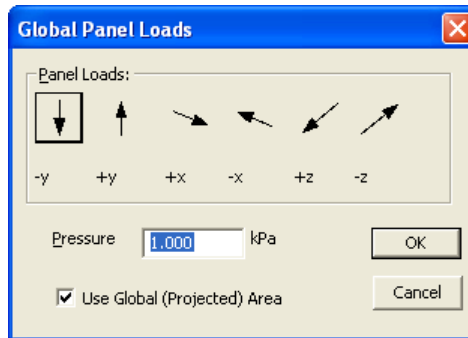 Global Panel Loads
Panel Loads:
-y +y +x -x +z -z
Pressure 1.000 kPa OK
Use Global (Projected) Area Cancel